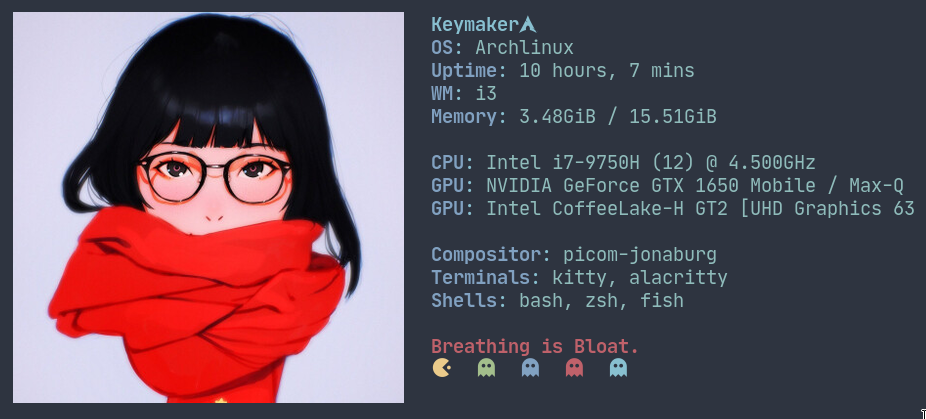 Keymaker
OS: Archlinux
Uptime: 10 hours, 7 mins
WM: i3
Memory: 3.48GiB / 15.51GiB
CPU: Intel i7-9750H (12) @ 4.500GHz
GPU: NVIDIA GeForce GTX 1650 Mobile / Max-Q
GPU: Intel CoffeeLake-H GT2 [UHD Graphics 63
Compositor: picom-jonaburg
Terminals: kitty, alacritty
Shells: bash, zsh, fish
Breathing is Bloat.